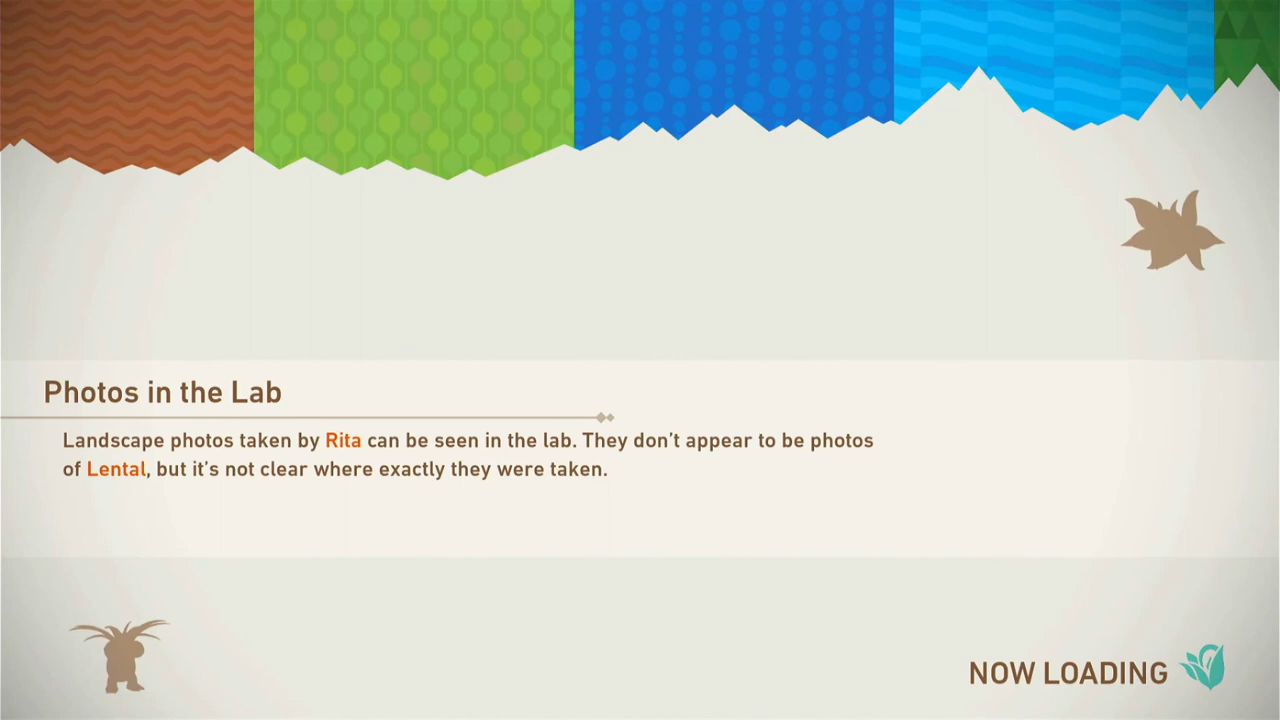 Photos in the Lab
Landscape photos taken by Rita can be seen in the lab. They don't appear to be photos
of Lental, but it's not clear where exactly they were taken.
NOW LOADING